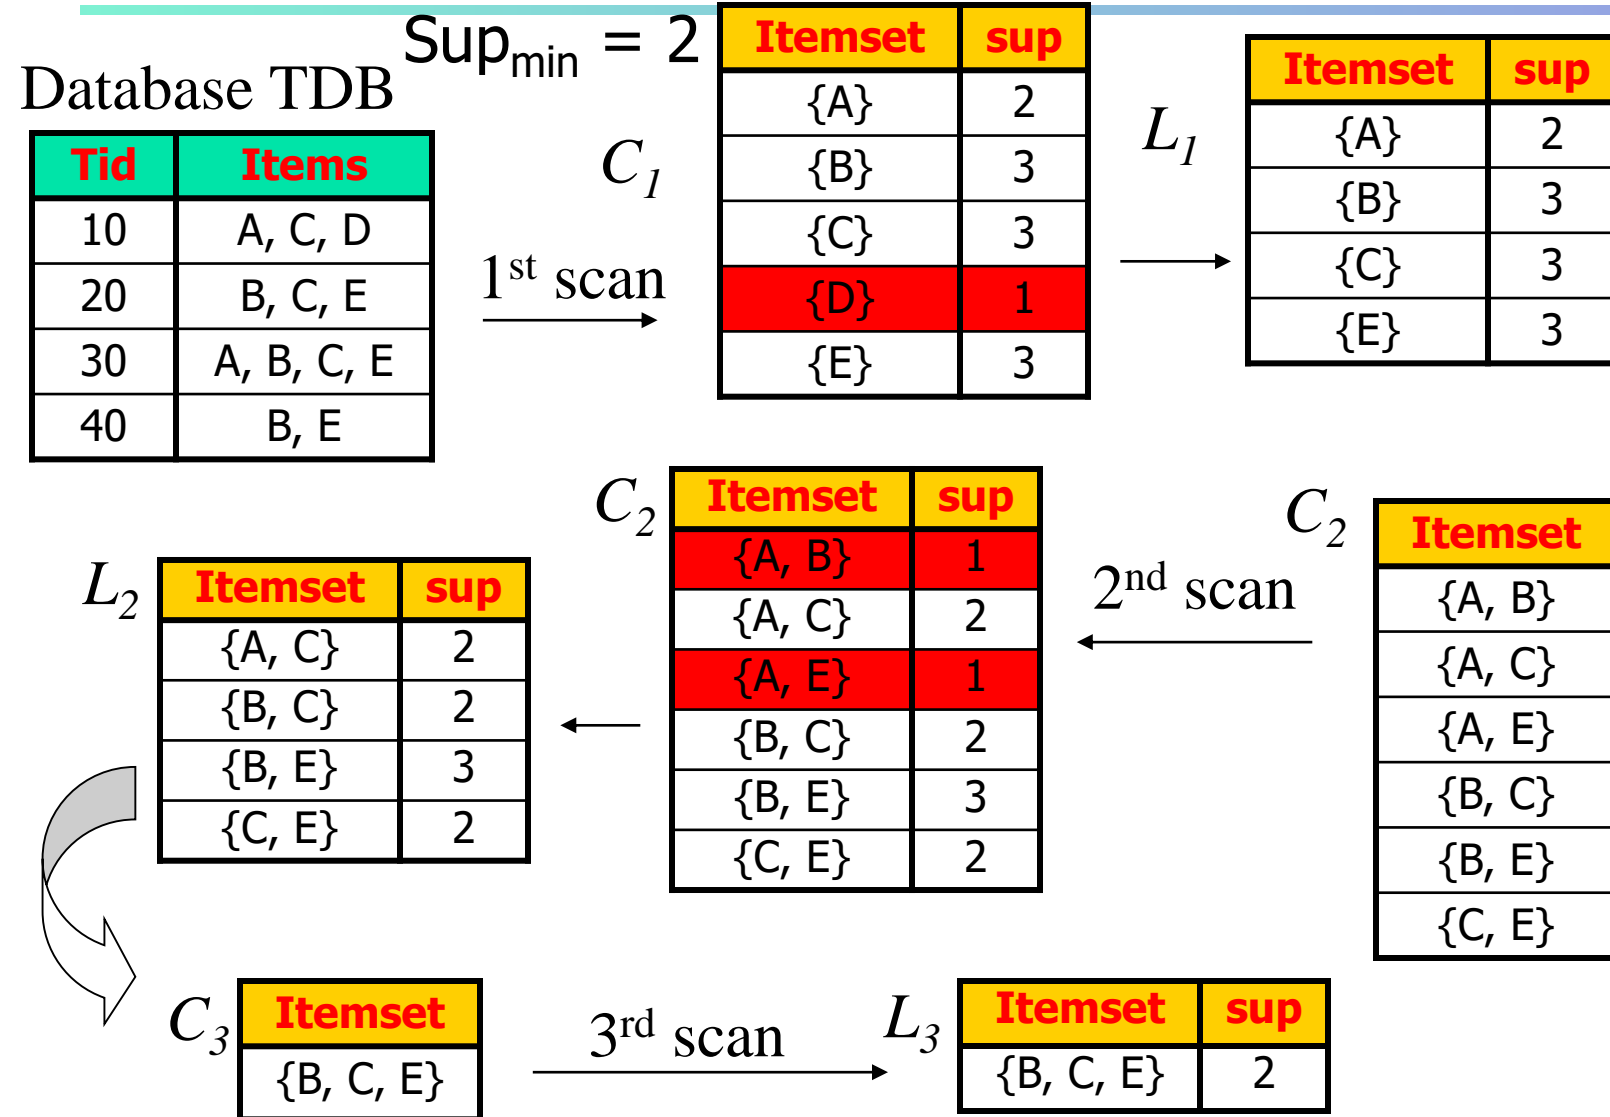 Sup_min = 2
Database TDB
Tid Items
10 A, C, D
20 B, C, E
30 A, B, C, E
40 B, E
1st scan
C1
Itemset sup
{A} 2
{B} 3
{C} 3
{D} 1
{E} 3
L1
Itemset sup
{A} 2
{B} 3
{C} 3
{E} 3
C2
Itemset
{A, B}
{A, C}
{A, E}
{B, C}
{B, E}
{C, E}
2nd scan
C2
Itemset sup
{A, B} 1
{A, C} 2
{A, E} 1
{B, C} 2
{B, E} 3
{C, E} 2
L2
Itemset sup
{A, C} 2
{B, C} 2
{B, E} 3
{C, E} 2
C3
Itemset
{B, C, E}
3rd scan
L3
Itemset sup
{B, C, E} 2